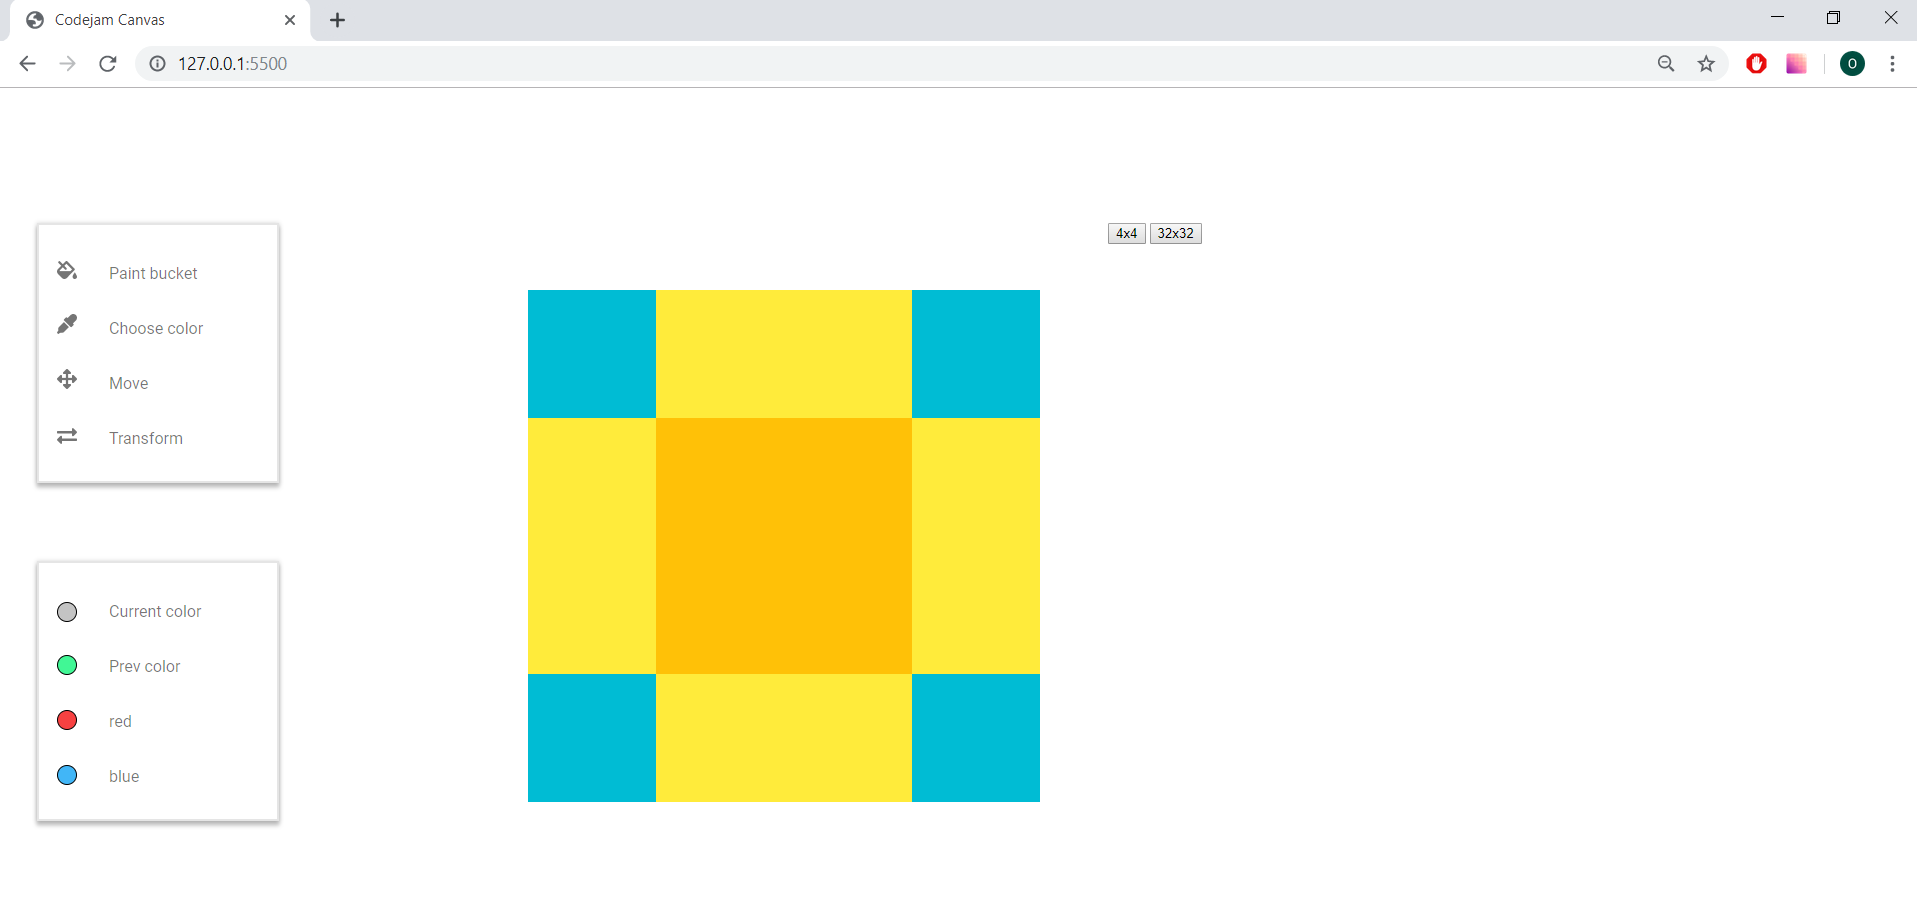 Codejam Canvas
127.0.0.1:5500
O
4x4 32x32
Paint bucket
Choose color
Move
Transform
Current color
Prev color
red
blue